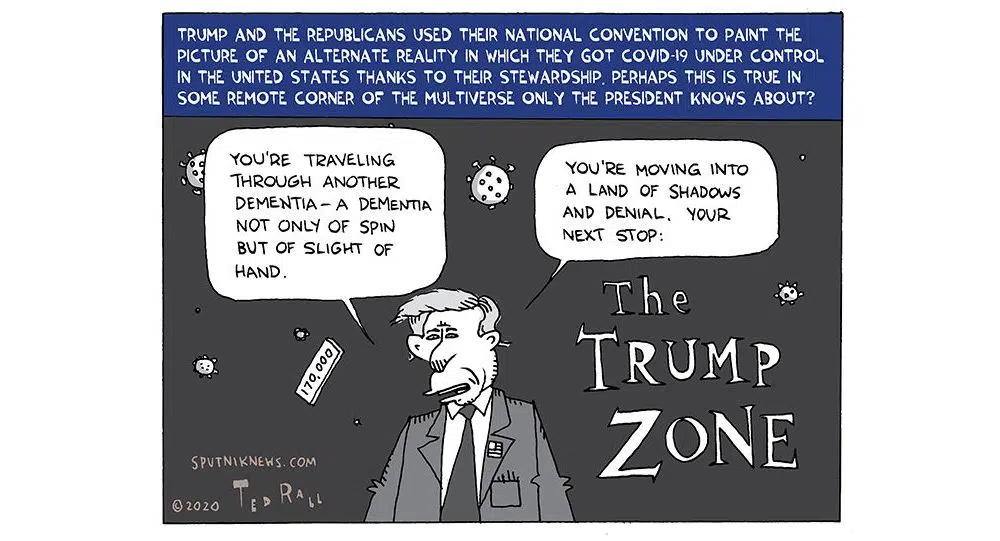 TRUMP AND THE REPUBLICANS USED THEIR NATIONAL CONVENTION TO PAINT THE
PICTURE OF AN ALTERNATE REALITY IN WHICH THEY GOT COVID-19 UNDER CONTROL
IN THE UNITED STATES THANKS TO THEIR STEWARDSHIP. PERHAPS THIS IS TRUE IN
SOME REMOTE CORNER OF THE MULTIVERSE ONLY THE PRESIDENT KNOWS ABOUT?
YOU'RE TRAVELING
THROUGH ANOTHER
DEMENTIA – A DEMENTIA
NOT ONLY OF SPIN
BUT OF SLIGHT OF
HAND.
YOU'RE MOVING INTO
A LAND OF SHADOWS
AND DENIAL. YOUR
NEXT STOP:
The
TRUMP
ZONE
170,000
SPUTNIKNEWS.COM
©2020 TED RALL